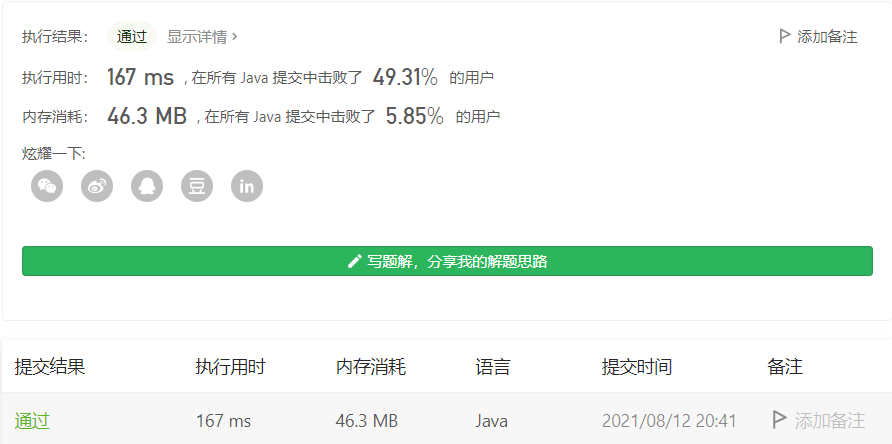 执行结果： 通过 显示详情 › 添加备注
执行用时： 167 ms , 在所有 Java 提交中击败了 49.31% 的用户
内存消耗： 46.3 MB , 在所有 Java 提交中击败了 5.85% 的用户
炫耀一下:
豆 in
写题解，分享我的解题思路
提交结果 执行用时 内存消耗 语言 提交时间 备注
通过 167 ms 46.3 MB Java 2021/08/12 20:41 添加备注